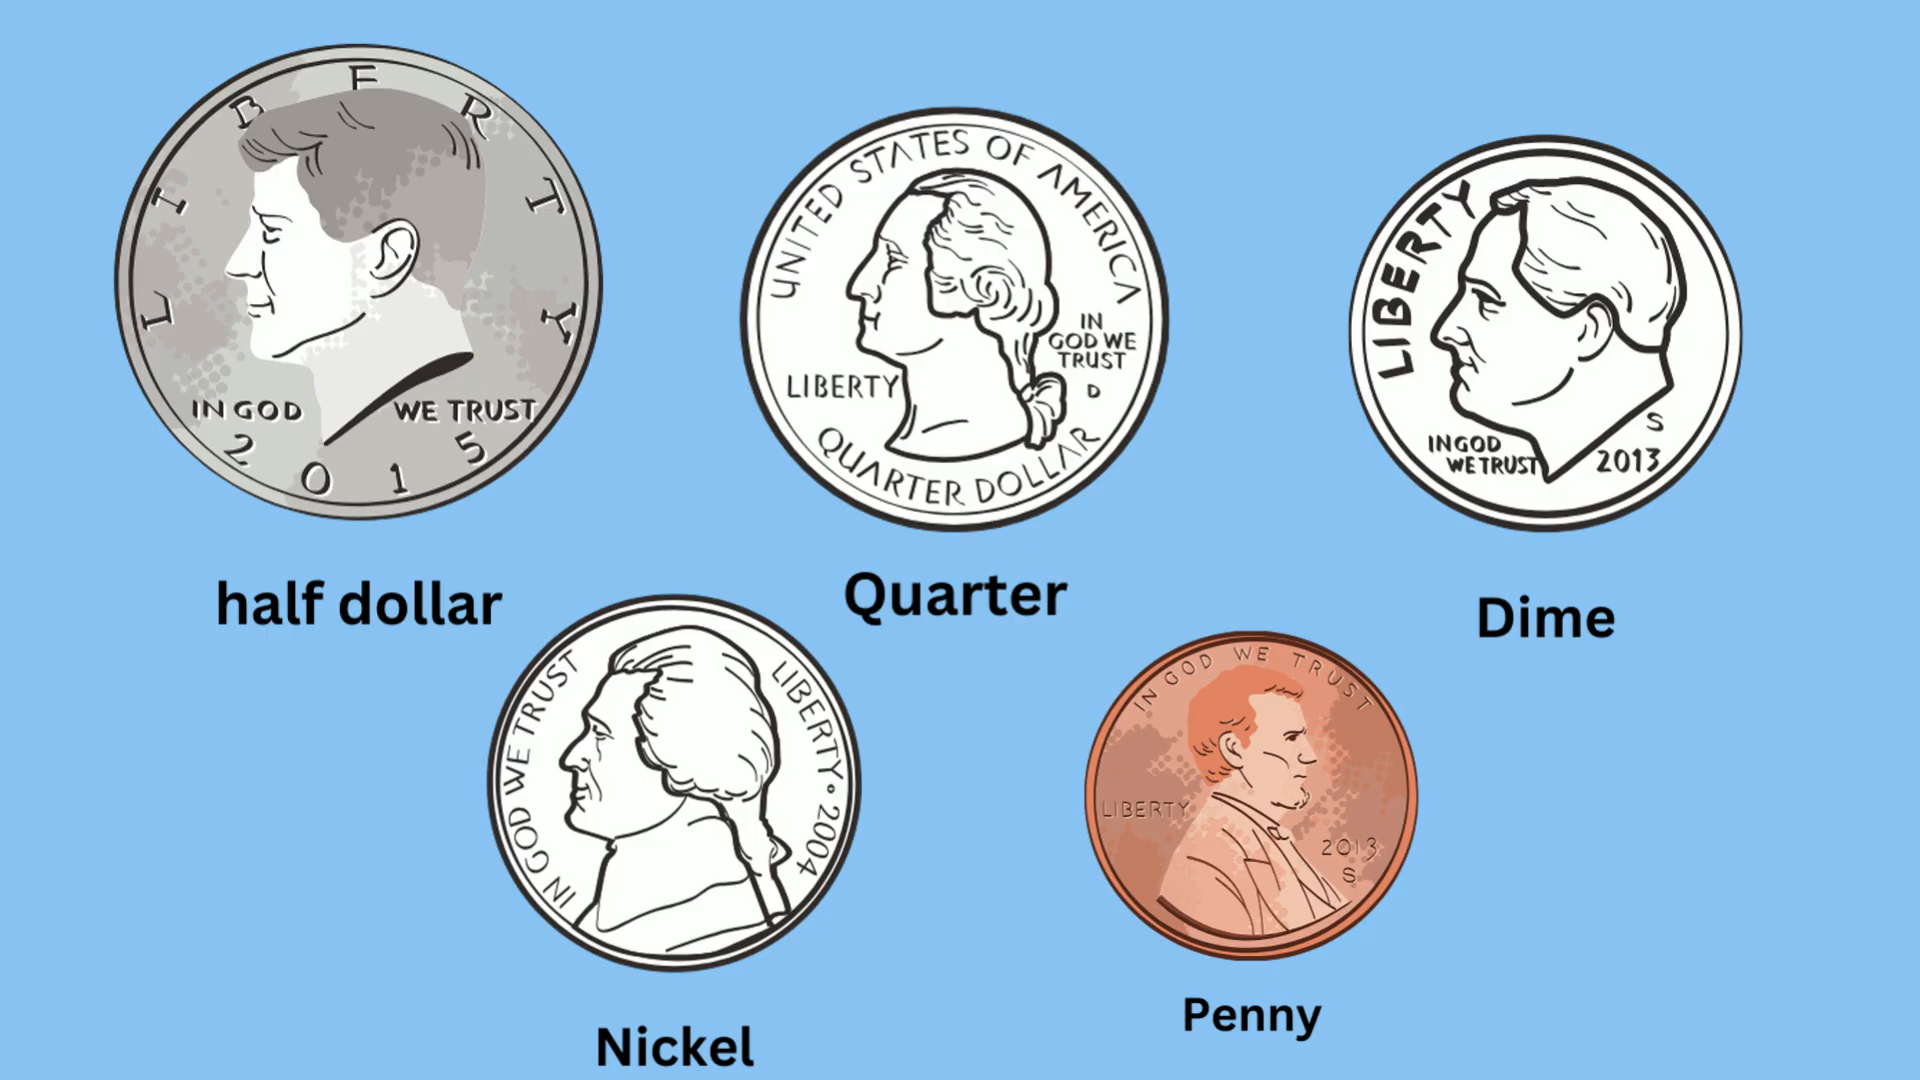 LIBERTY
IN GOD WE TRUST
2015
half dollar
UNITED STATES OF AMERICA
LIBERTY
IN
GOD WE
TRUST
D
QUARTER DOLLAR
Quarter
LIBERTY
IN GOD
WE TRUST
S
2013
Dime
IN GOD WE TRUST
LIBERTY • 2004
Nickel
IN GOD WE TRUST
LIBERTY
2013
S
Penny